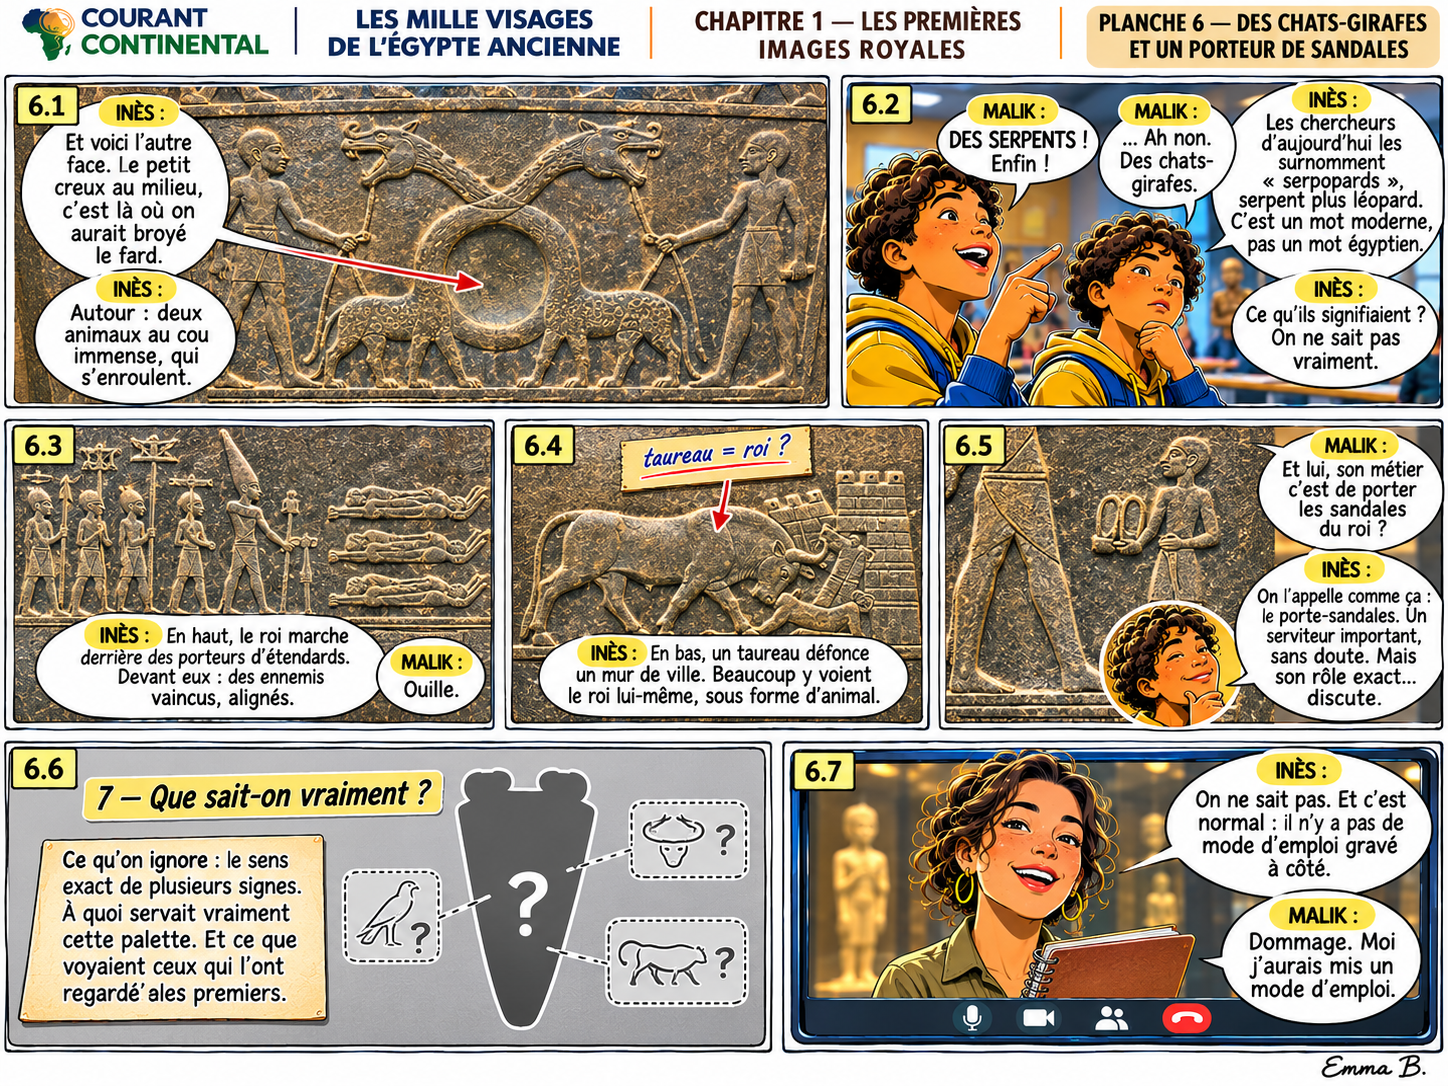 COURANT
CONTINENTAL
LES MILLE VISAGES
DE L'ÉGYPTE ANCIENNE
CHAPITRE 1 — LES PREMIÈRES
IMAGES ROYALES
PLANCHE 6 — DES CHATS-GIRAFES
ET UN PORTEUR DE SANDALES
6.1
INÈS :
Et voici l'autre
face. Le petit
creux au milieu,
c'est là où on
aurait broyé
le fard.
INÈS :
Autour : deux
animaux au cou
immense, qui
s'enroulent.
6.2
MALIK :
DES SERPENTS !
Enfin !
MALIK :
... Ah non.
Des chats-
girafes.
INÈS :
Les chercheurs
d'aujourd'hui les
surnomment
« serpopards »,
serpent plus léopard.
C'est un mot moderne,
pas un mot égyptien.
INÈS :
Ce qu'ils signifiaient ?
On ne sait pas
vraiment.
6.3
INÈS : En haut, le roi marche
derrière des porteurs d'étendards.
Devant eux : des ennemis
vaincus, alignés.
MALIK :
Ouille.
6.4
taureau = roi ?
INÈS : En bas, un taureau défonce
un mur de ville. Beaucoup y voient
le roi lui-même, sous forme d'animal.
6.5
MALIK :
Et lui, son métier
c'est de porter
les sandales
du roi ?
INÈS :
On l'appelle comme ça :
le porte-sandales. Un
serviteur important,
sans doute. Mais
son rôle exact...
discute.
6.6
7 — Que sait-on vraiment ?
Ce qu'on ignore : le sens
exact de plusieurs signes.
À quoi servait vraiment
cette palette. Et ce que
voyaient ceux qui l'ont
regardé'ales premiers.
?
?
?
?
6.7
INÈS :
On ne sait pas. Et c'est
normal : il n'y a pas de
mode d'emploi gravé
à côté.
MALIK :
Dommage. Moi
j'aurais mis un
mode d'emploi.
Emma B.